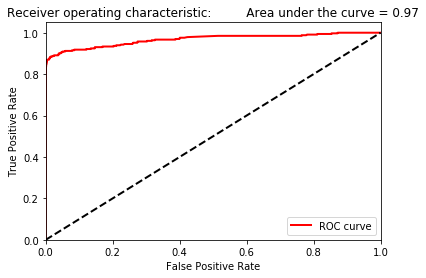 Receiver operating characteristic: Area under the curve = 0.97
1.0
0.8
0.6
0.4
0.2
0.0
True Positive Rate
ROC curve
0.0 0.2 0.4 0.6 0.8 1.0
False Positive Rate